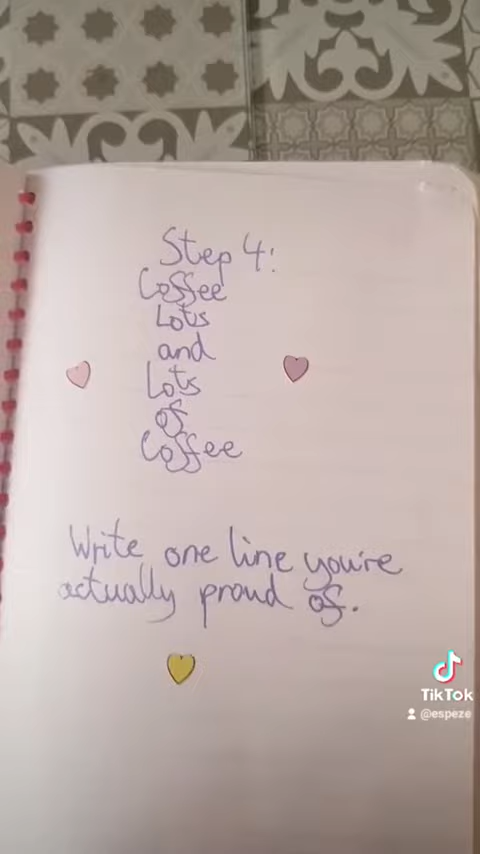 Step 4:
Coffee
Lots
and
Lots
of
Coffee
Write one line you're
actually proud of.
TikTok
@espeze